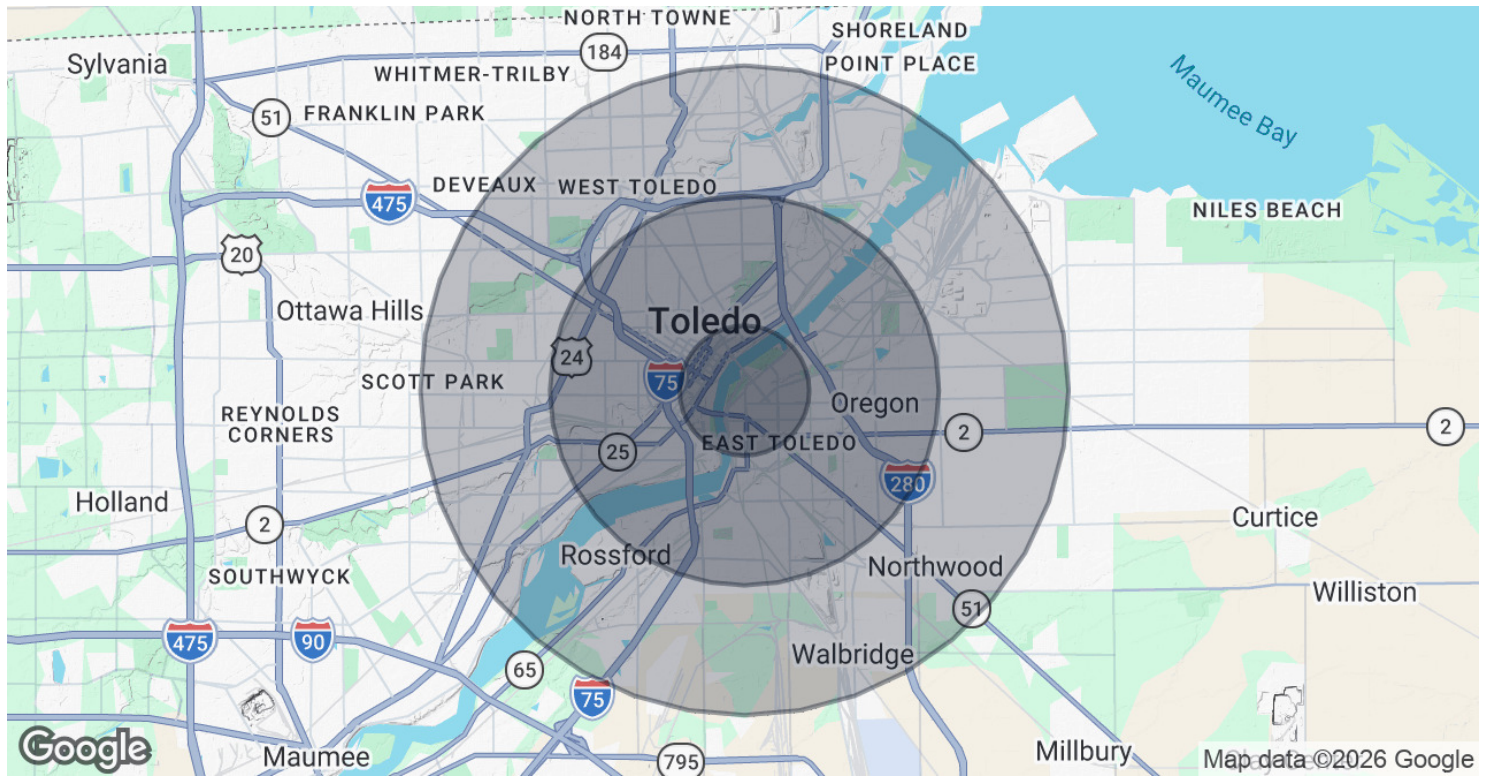 NORTH TOWNE
SHORELAND
184
POINT PLACE
Sylvania
WHITMER-TRILBY
Maumee Bay
51
FRANKLIN PARK
DEVEAUX
WEST TOLEDO
475
NILES BEACH
20
Ottawa Hills
Toledo
24
SCOTT PARK
75
Oregon
REYNOLDS
CORNERS
2
2
EAST TOLEDO
25
280
Holland
2
Curtice
Rossford
Northwood
SOUTHWYCK
Williston
51
475
90
Walbridge
65
75
Google
Maumee
795
Millbury
Map data ©2026 Google